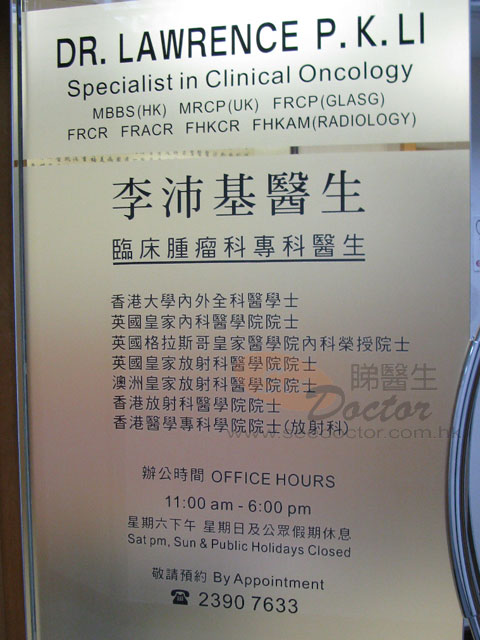 DR. LAWRENCE P. K. LI
Specialist in Clinical Oncology
MBBS(HK) MRCP(UK) FRCP(GLASG)
FRCR FRACR FHKCR FHKAM(RADIOLOGY)
李沛基醫生
臨床腫瘤科專科醫生
香港大學內外全科醫學士
英國皇家內科醫學院院士
英國格拉斯哥皇家醫學院內科榮授院士
英國皇家放射科醫學院院士
澳洲皇家放射科醫學院院士
香港放射科醫學院院士
香港醫學專科學院院士(放射科)
睇醫生
Doctor
www.seedoctor.com.hk
辦公時間 OFFICE HOURS
11:00 am - 6:00 pm
星期六下午 星期日及公眾假期休息
Sat pm, Sun & Public Holidays Closed
敬請預約 By Appointment
☎ 2390 7633